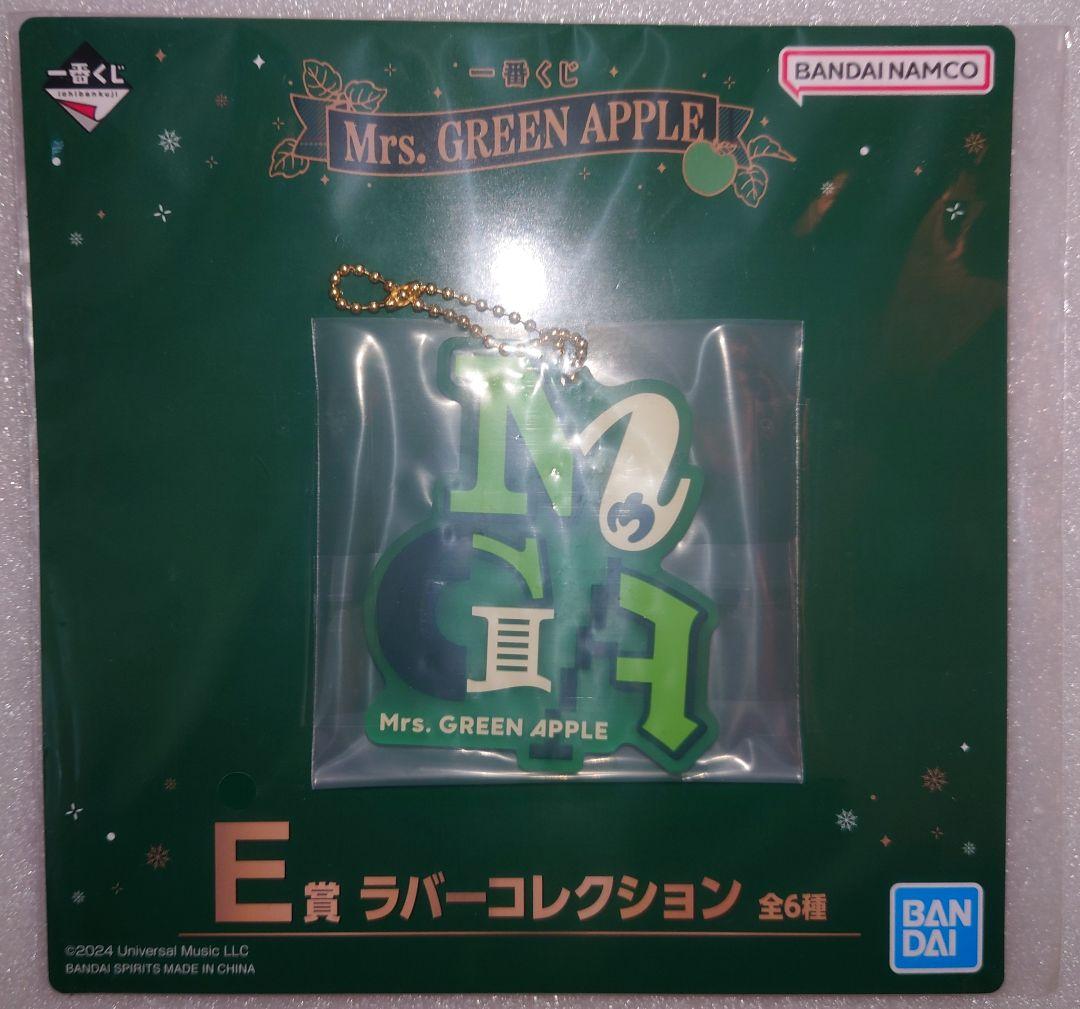 一番くじ
ichibankuji
一番くじ
Mrs. GREEN APPLE
BANDAI NAMCO
M
G
Mrs. GREEN APPLE
E賞 ラバーコレクション 全6種
©2024 Universal Music LLC
BANDAI SPIRITS MADE IN CHINA
BAN
DAI